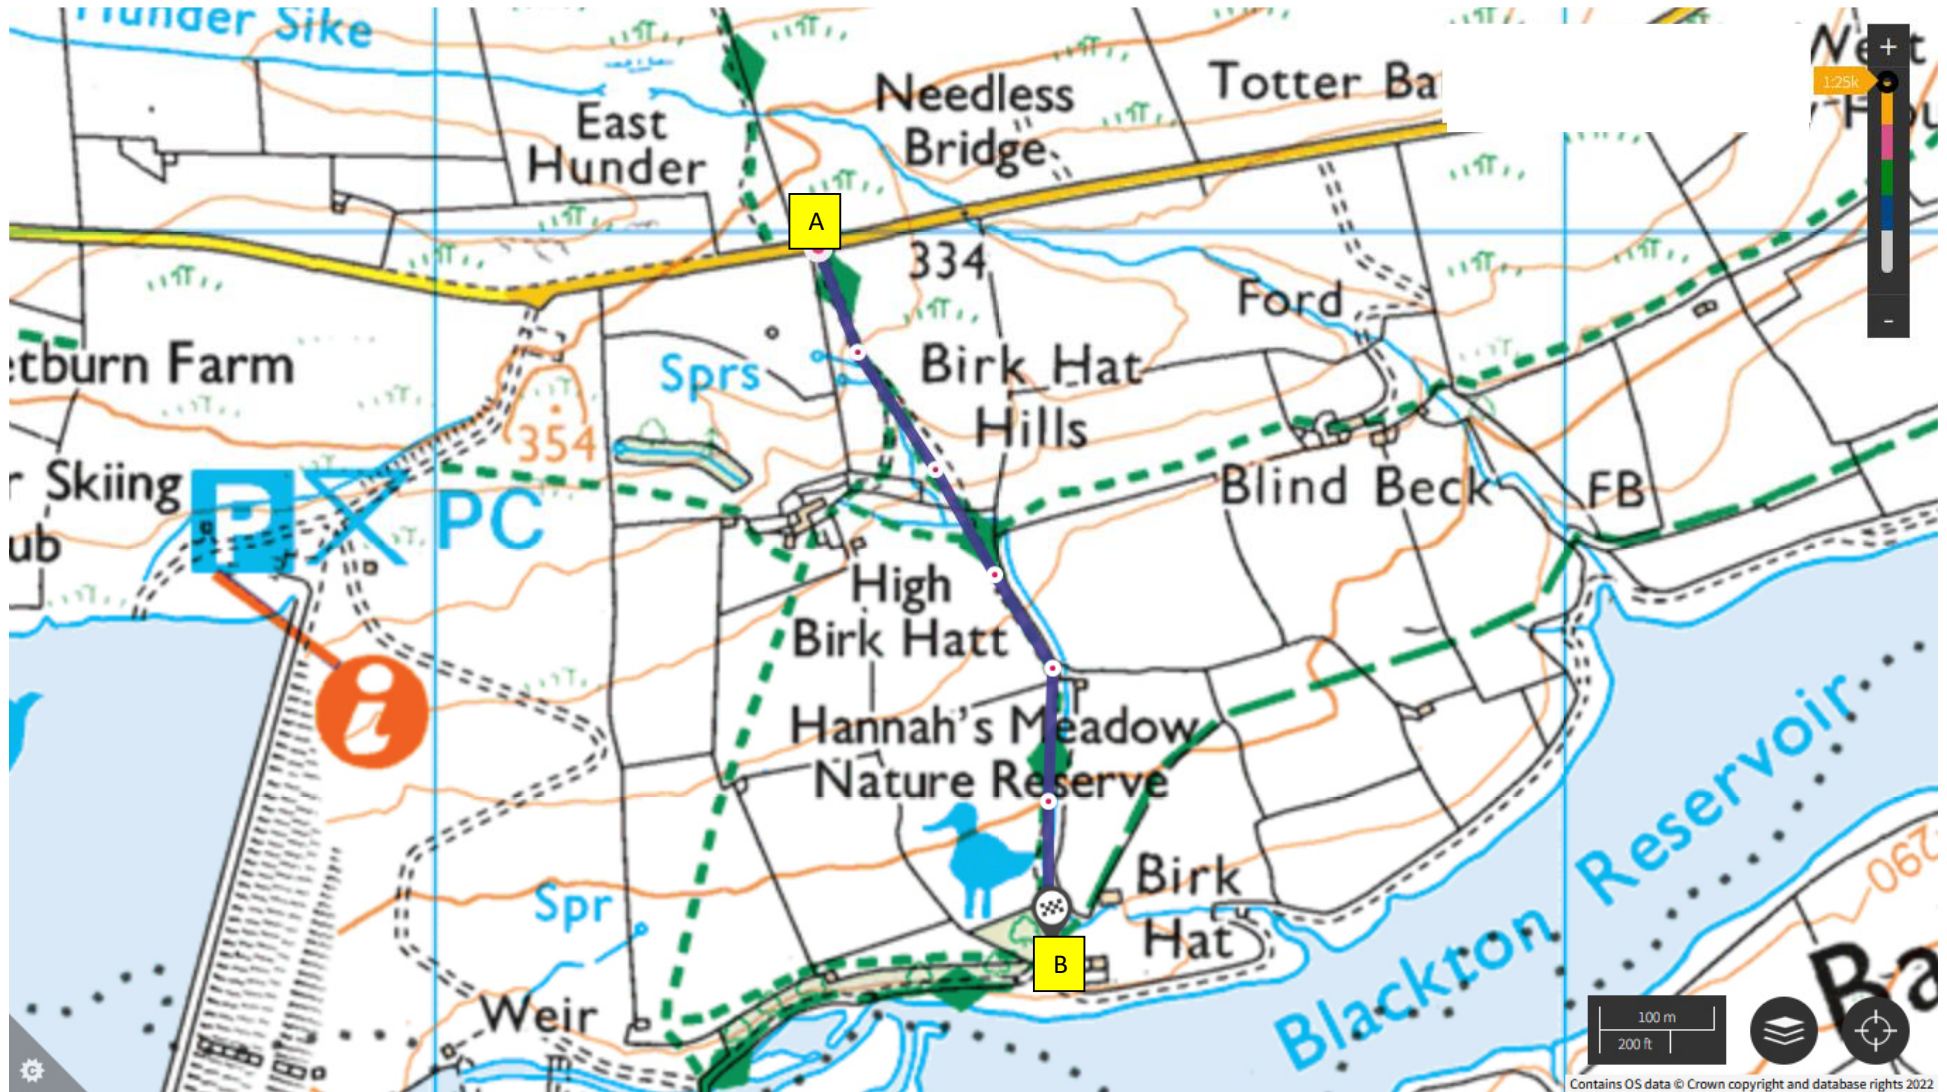 Hunder Sike
East
Hunder
Needless
Bridge
Totter Ba
West
1:25k
A
334
Ford
etburn Farm
Sprs
Birk Hat
Hills
354
r Skiing
ub
P
PC
Blind Beck
FB
High
Birk Hatt
i
Hannah's Meadow
Nature Reserve
Birk
Hat
Spr
B
Weir
Blackton Reservoir
290
Ba
100 m
200 ft
Contains OS data © Crown copyright and database rights 2022